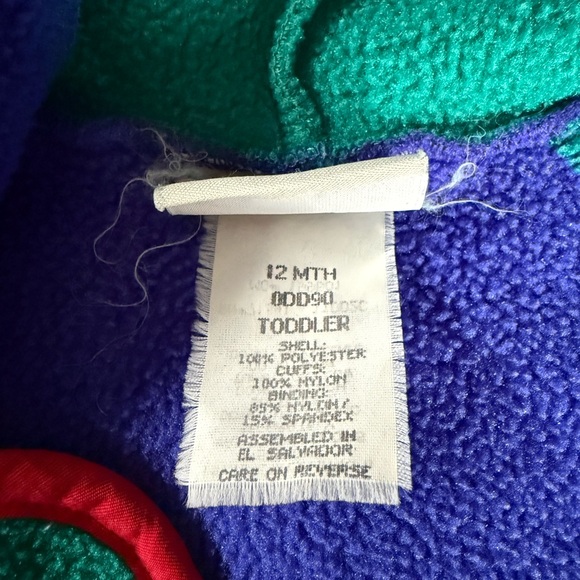 12 MTH
0DD90
TODDLER
SHELL:
100% POLYESTER
CUFFS:
100% NYLON
BINDING:
85% NYLON/
15% SPANDEX
ASSEMBLED IN
EL SALVADOR
CARE ON REVERSE